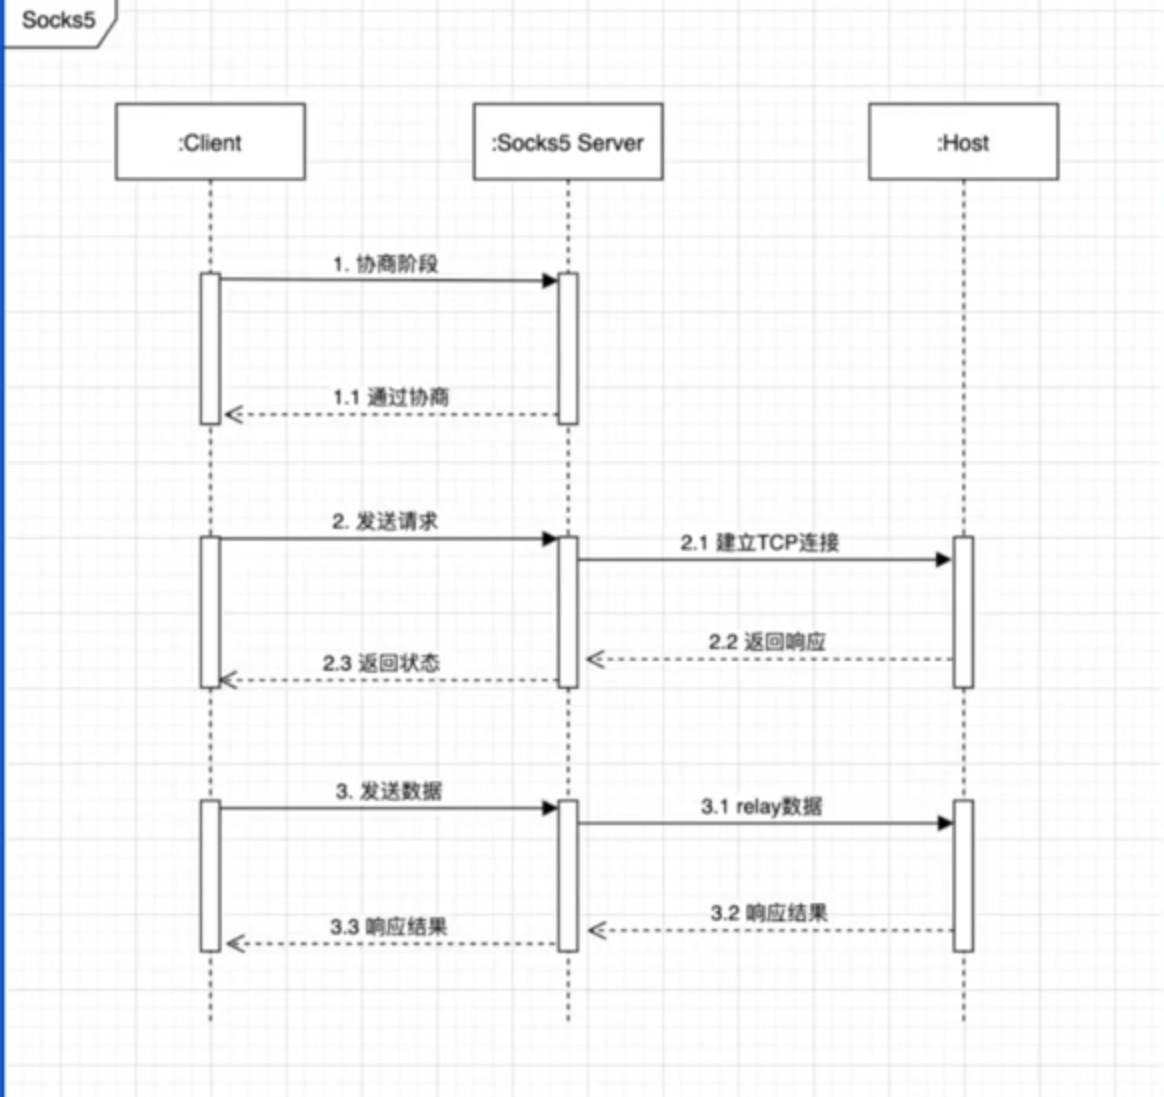 Socks5
:Client
:Socks5 Server
:Host
1. 协商阶段
1.1 通过协商
2. 发送请求
2.1 建立TCP连接
2.2 返回响应
2.3 返回状态
3. 发送数据
3.1 relay数据
3.2 响应结果
3.3 响应结果